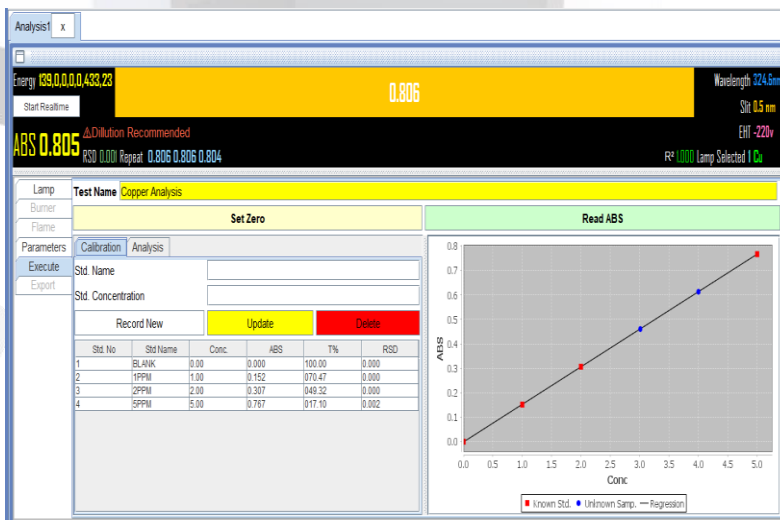 Analysis1 x
Energy 139,0,0,0,0,433,23
Start Realtime
0.806
Wavelength 324.6nm
Slit 0.5 nm
EHT -220v
ABS 0.805
⚠Dillution Recommended
RSD 0.001 Repeat 0.806 0.806 0.804
R² 1.000 Lamp Selected 1 Cu
Lamp
Burner
Flame
Parameters
Execute
Export
Test Name Copper Analysis
Set Zero
Read ABS
Calibration Analysis
Std. Name
Std. Concentration
Record New Update Delete
Std. No Std Name Conc. ABS T% RSD
1 BLANK 0.00 0.000 100.00 0.000
2 1PPM 1.00 0.152 070.47 0.000
3 2PPM 2.00 0.307 049.32 0.000
4 5PPM 5.00 0.767 017.10 0.002
ABS
0.8
0.7
0.6
0.5
0.4
0.3
0.2
0.1
0.0
0.0 0.5 1.0 1.5 2.0 2.5 3.0 3.5 4.0 4.5 5.0
Conc
Known Std. Unknown Samp. Regression